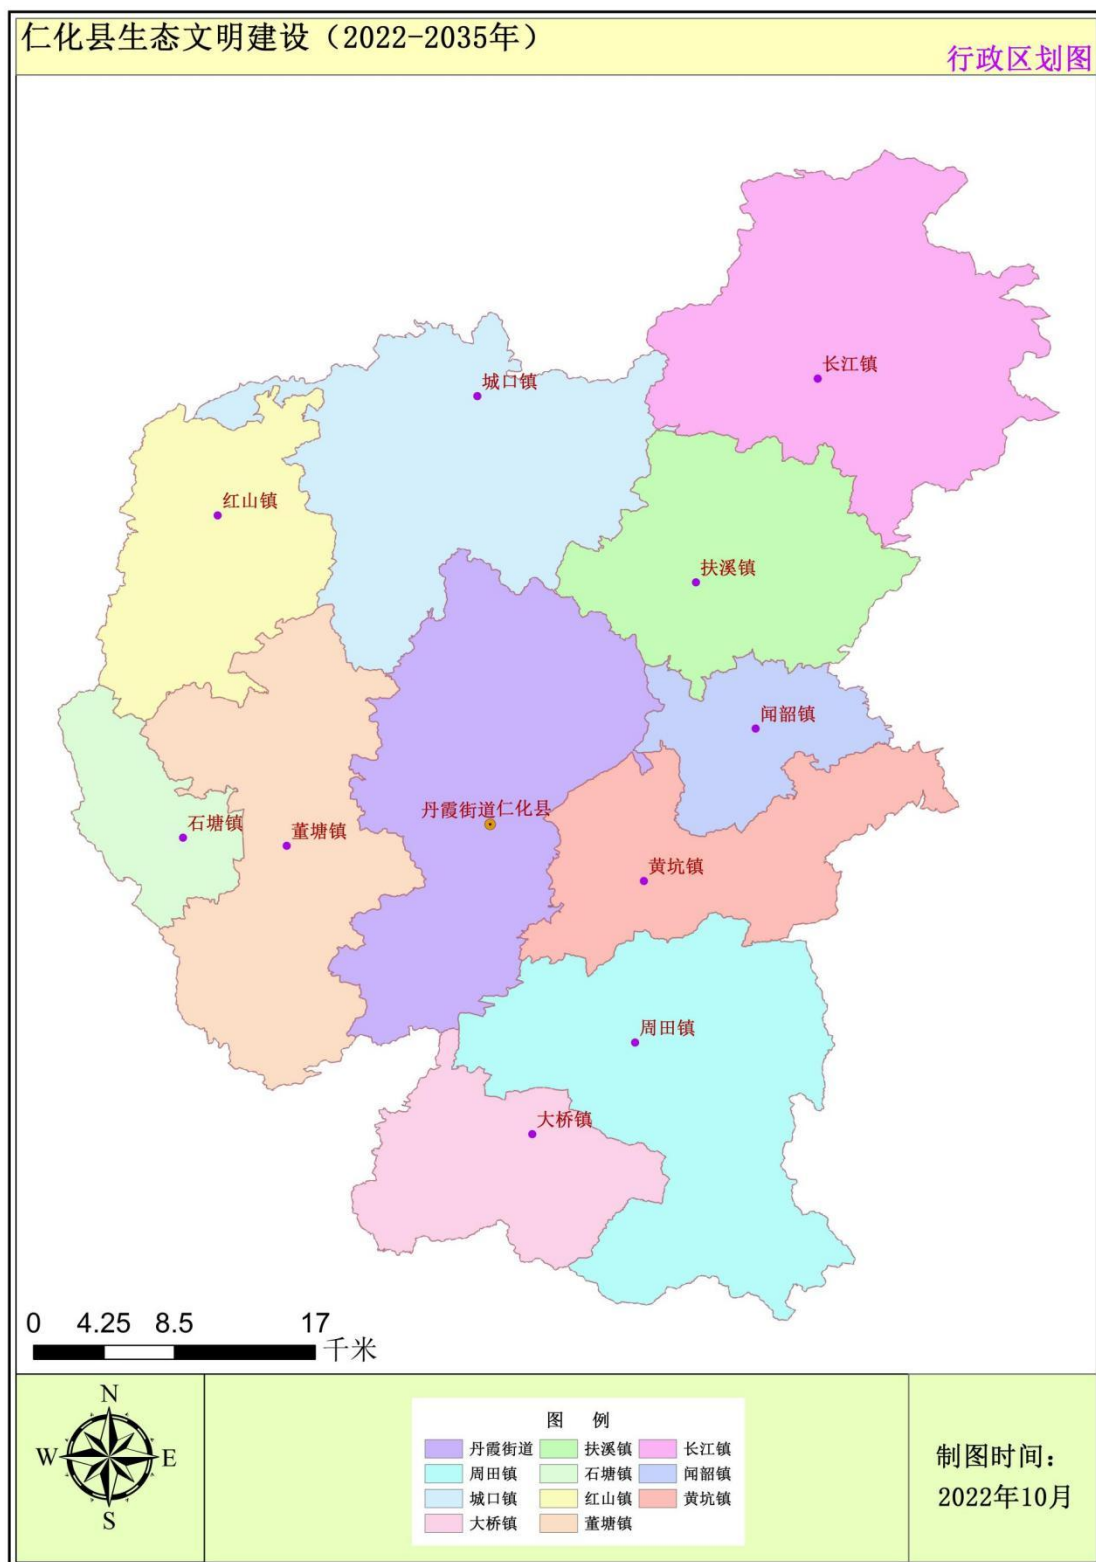 仁化县生态文明建设（2022-2035年）
行政区划图
长江镇
城口镇
红山镇
扶溪镇
闻韶镇
丹霞街道仁化县
石塘镇
董塘镇
黄坑镇
周田镇
大桥镇
0 4.25 8.5 17
千米
N
W E
S
图 例
丹霞街道 扶溪镇 长江镇
周田镇 石塘镇 闻韶镇
城口镇 红山镇 黄坑镇
大桥镇 董塘镇
制图时间：
2022年10月